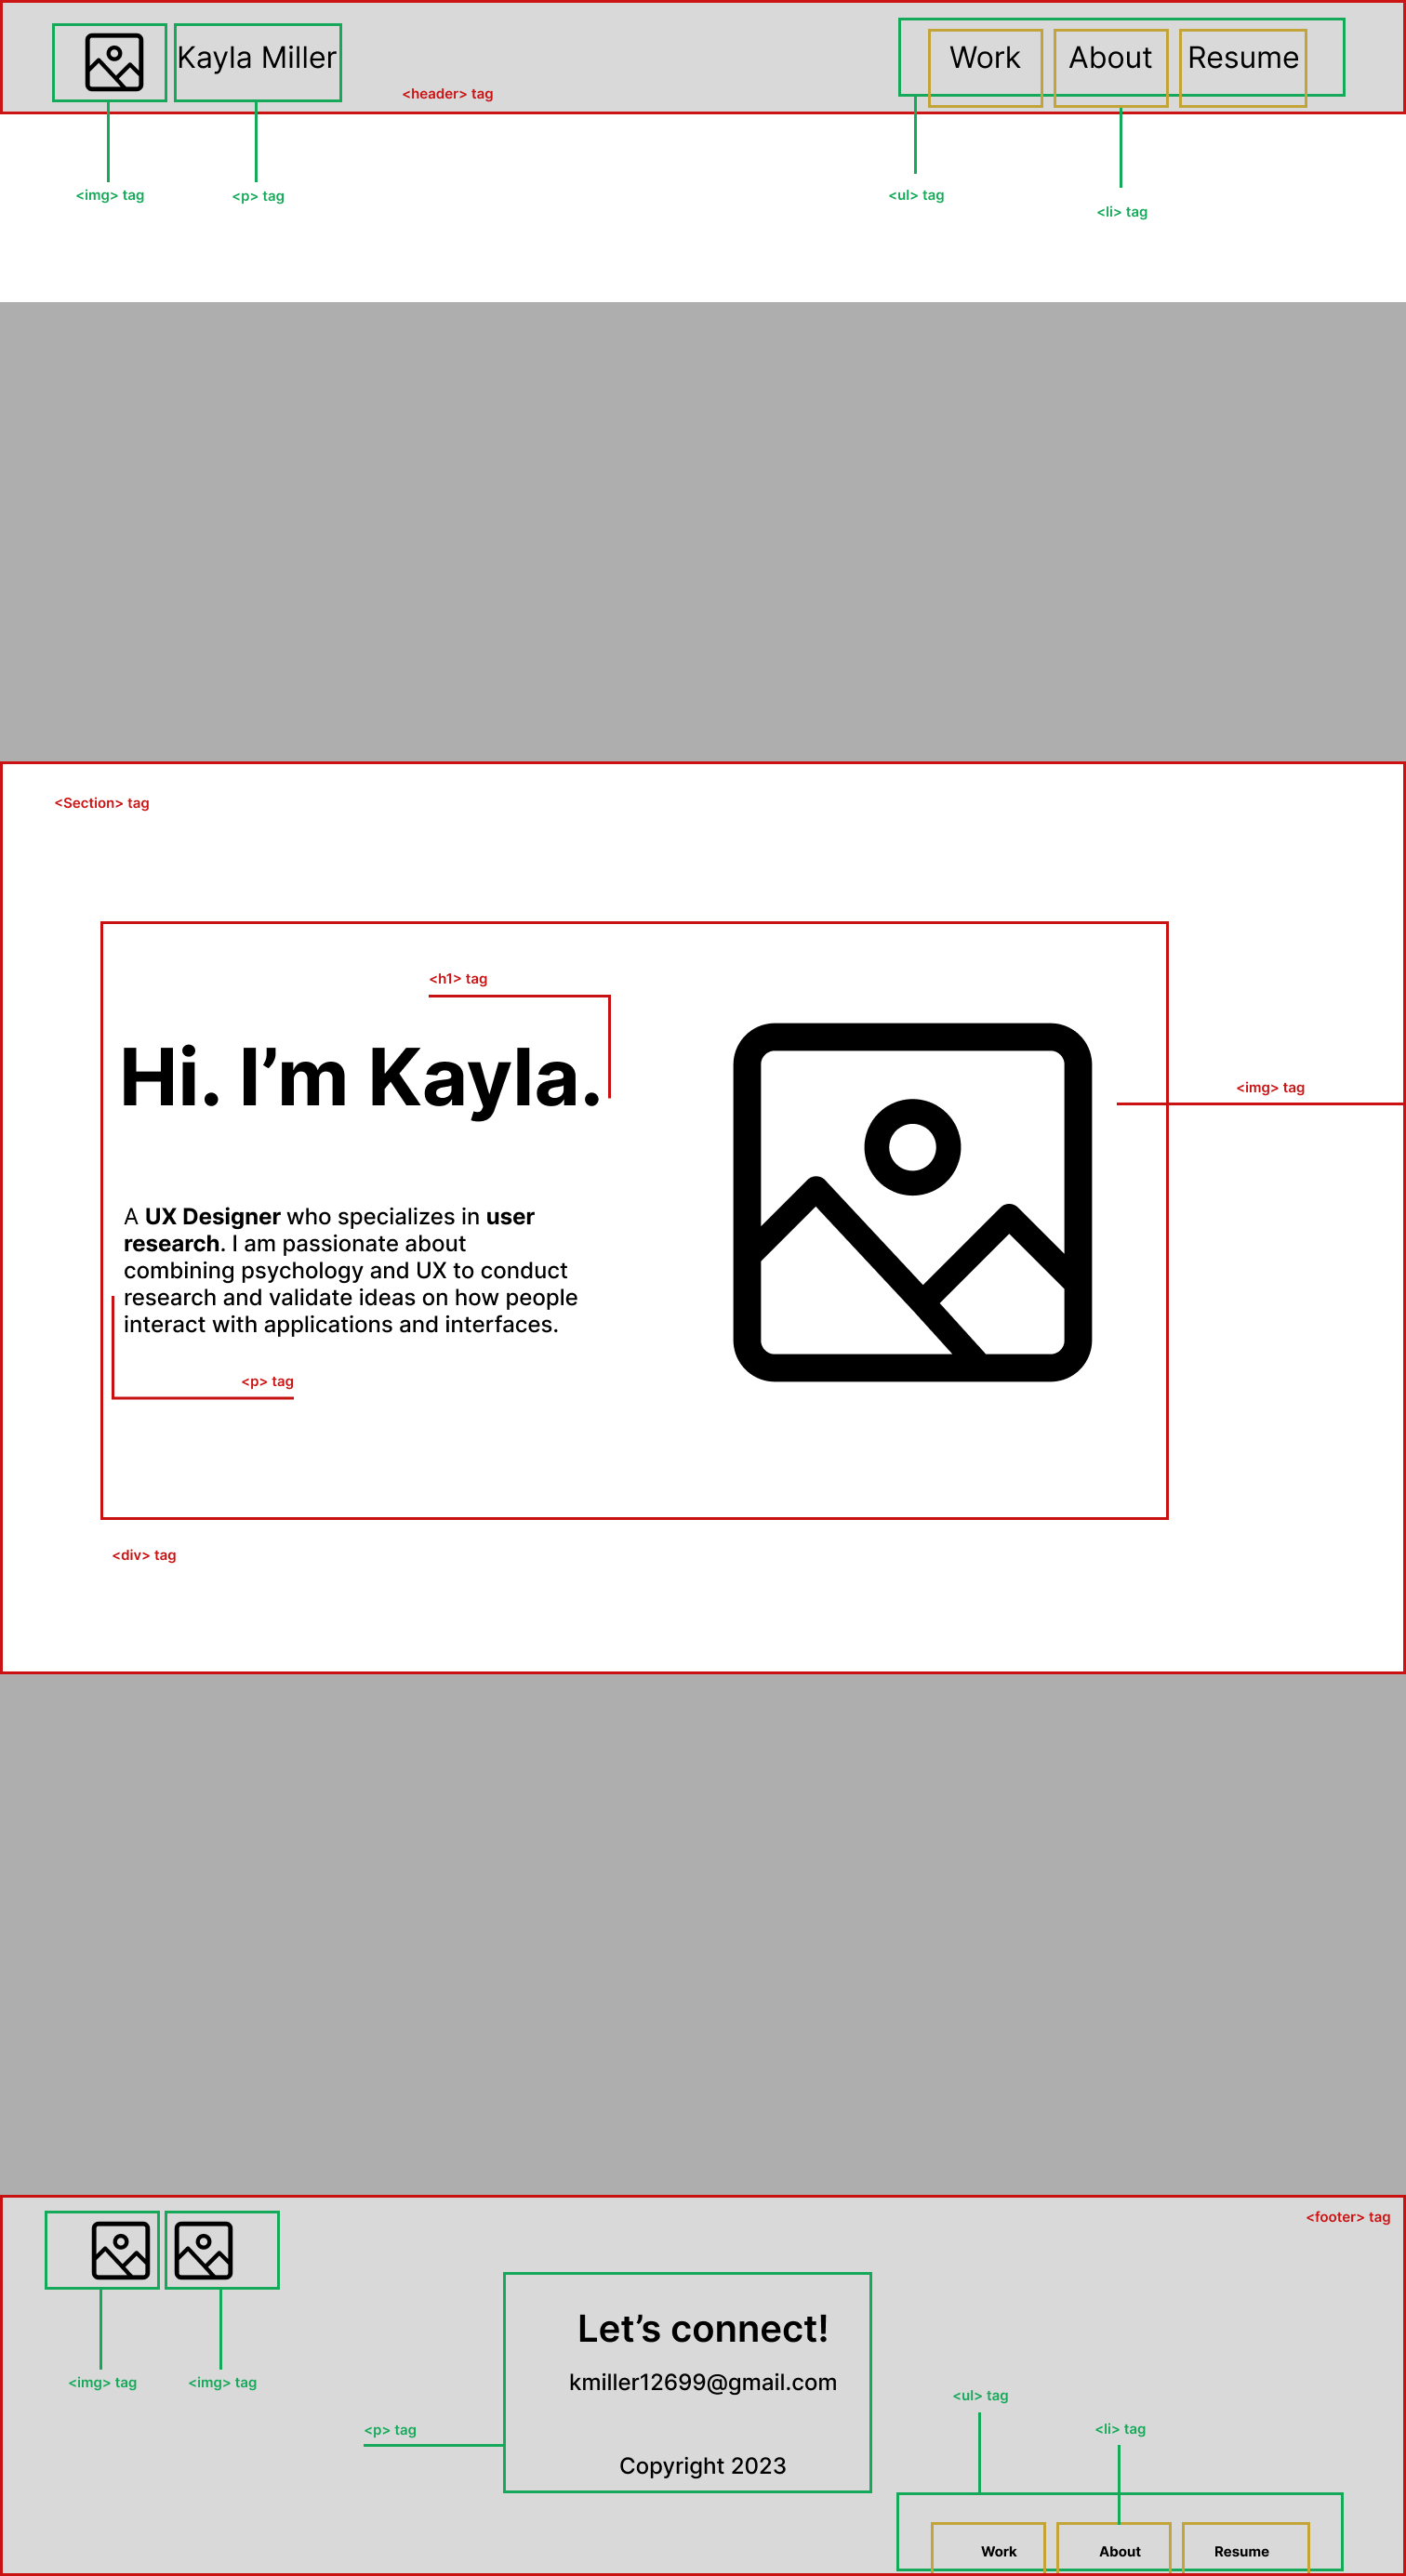 Kayla Miller
Work
About
Resume
<header> tag
<img> tag
<p> tag
<ul> tag
<li> tag
<Section> tag
<h1> tag
Hi. I’m Kayla.
<img> tag
A UX Designer who specializes in user
research. I am passionate about
combining psychology and UX to conduct
research and validate ideas on how people
interact with applications and interfaces.
<p> tag
<div> tag
<footer> tag
<img> tag
<img> tag
Let’s connect!
kmiller12699@gmail.com
<p> tag
Copyright 2023
<ul> tag
<li> tag
Work
About
Resume